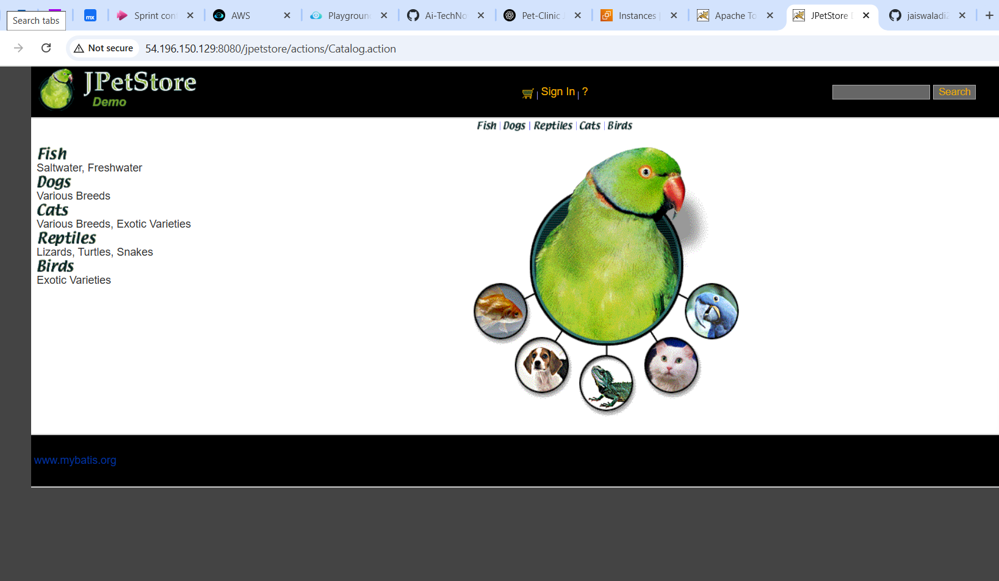 Search tabs
mx
Sprint con
AWS
Playgroun
Ai-TechNo
Pet-Clinic
Instances
Apache To
JPetStore
jaiswaladi
Not secure
54.196.150.129:8080/jpetstore/actions/Catalog.action
JPetStore
Demo
Sign In
?
Search
Fish
Dogs
Reptiles
Cats
Birds
Fish
Saltwater, Freshwater
Dogs
Various Breeds
Cats
Various Breeds, Exotic Varieties
Reptiles
Lizards, Turtles, Snakes
Birds
Exotic Varieties
www.mybatis.org